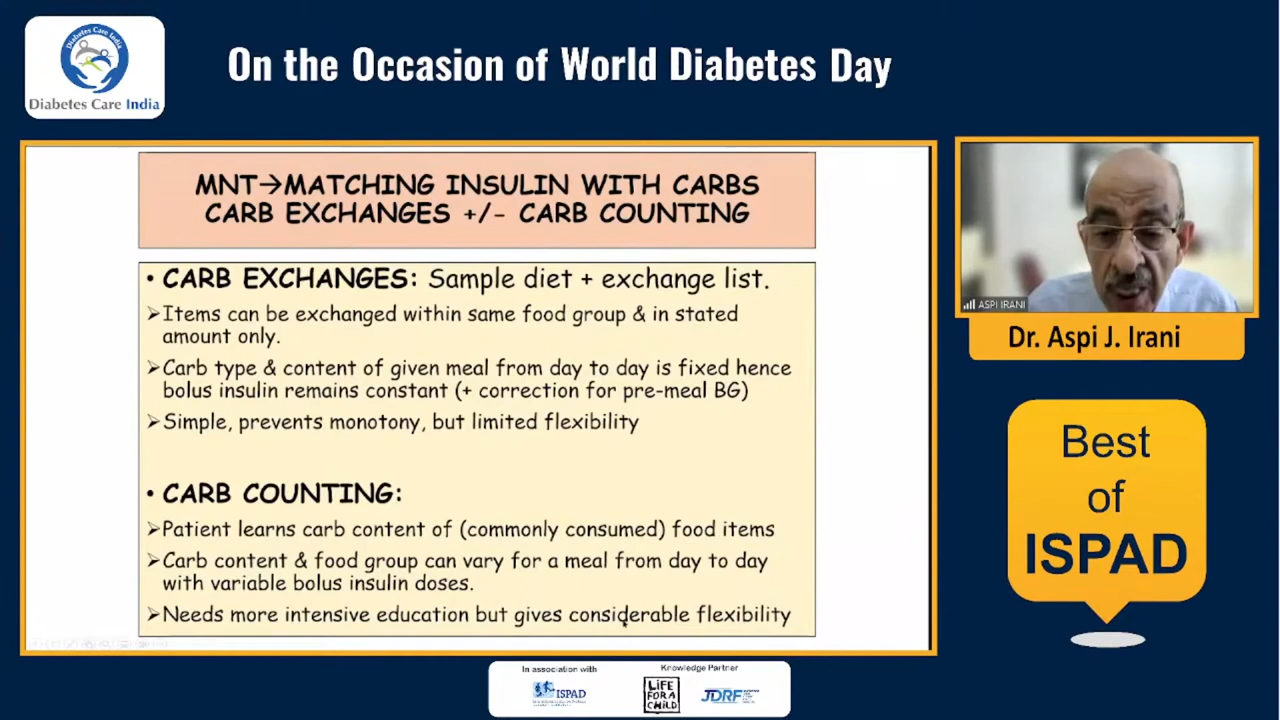 Diabetes Care India
Diabetes Care India
On the Occasion of World Diabetes Day
MNT→MATCHING INSULIN WITH CARBS
CARB EXCHANGES +/- CARB COUNTING
• CARB EXCHANGES: Sample diet + exchange list.
➢Items can be exchanged within same food group & in stated
amount only.
➢Carb type & content of given meal from day to day is fixed hence
bolus insulin remains constant (+ correction for pre-meal BG)
➢Simple, prevents monotony, but limited flexibility
• CARB COUNTING:
➢Patient learns carb content of (commonly consumed) food items
➢Carb content & food group can vary for a meal from day to day
with variable bolus insulin doses.
➢Needs more intensive education but gives considerable flexibility
ASPI IRANI
Dr. Aspi J. Irani
Best
of
ISPAD
In association with
ISPAD
Knowledge Partner
LiFE
FOR A
CHILD
JDRF